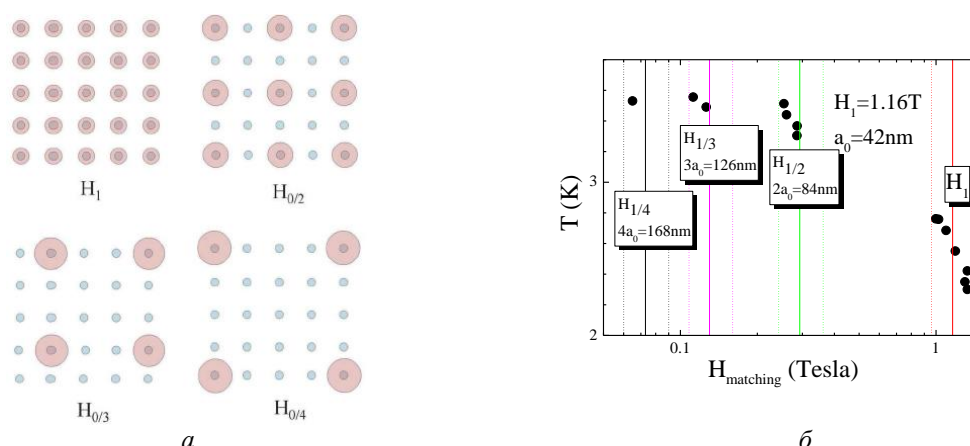 H1
H0/2
H0/3
H0/4
а
T (K)
3
2
H1=1.16T
a0=42nm
H1/3
3a0=126nm
H1/2
2a0=84nm
H1
H1/4
4a0=168nm
0.1
1
Hmatching (Tesla)
б